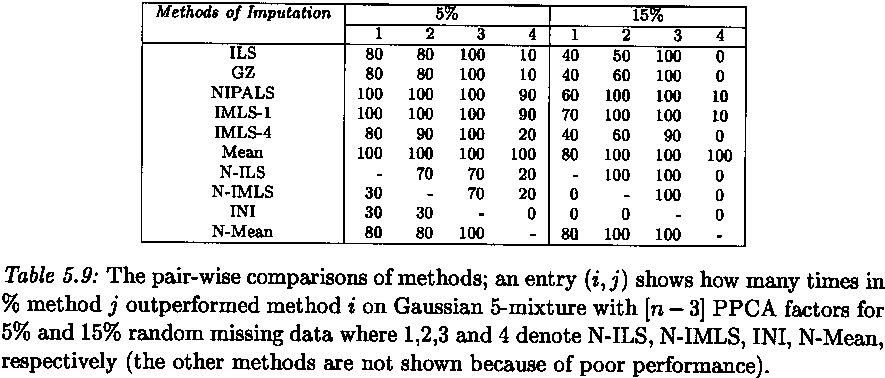 Methods of Imputation 5% 15%
1 2 3 4 1 2 3 4
ILS 80 80 100 10 40 50 100 0
GZ 80 80 100 10 40 60 100 0
NIPALS 100 100 100 90 60 100 100 10
IMLS-1 100 100 100 90 70 100 100 10
IMLS-4 80 90 100 20 40 60 90 0
Mean 100 100 100 100 80 100 100 100
N-ILS - 70 70 20 - 100 100 0
N-IMLS 30 - 70 20 0 - 100 0
INI 30 30 - 0 0 0 - 0
N-Mean 80 80 100 - 80 100 100 -
Table 5.9: The pair-wise comparisons of methods; an entry (i, j) shows how many times in
% method j outperformed method i on Gaussian 5-mixture with [n − 3] PPCA factors for
5% and 15% random missing data where 1,2,3 and 4 denote N-ILS, N-IMLS, INI, N-Mean,
respectively (the other methods are not shown because of poor performance).